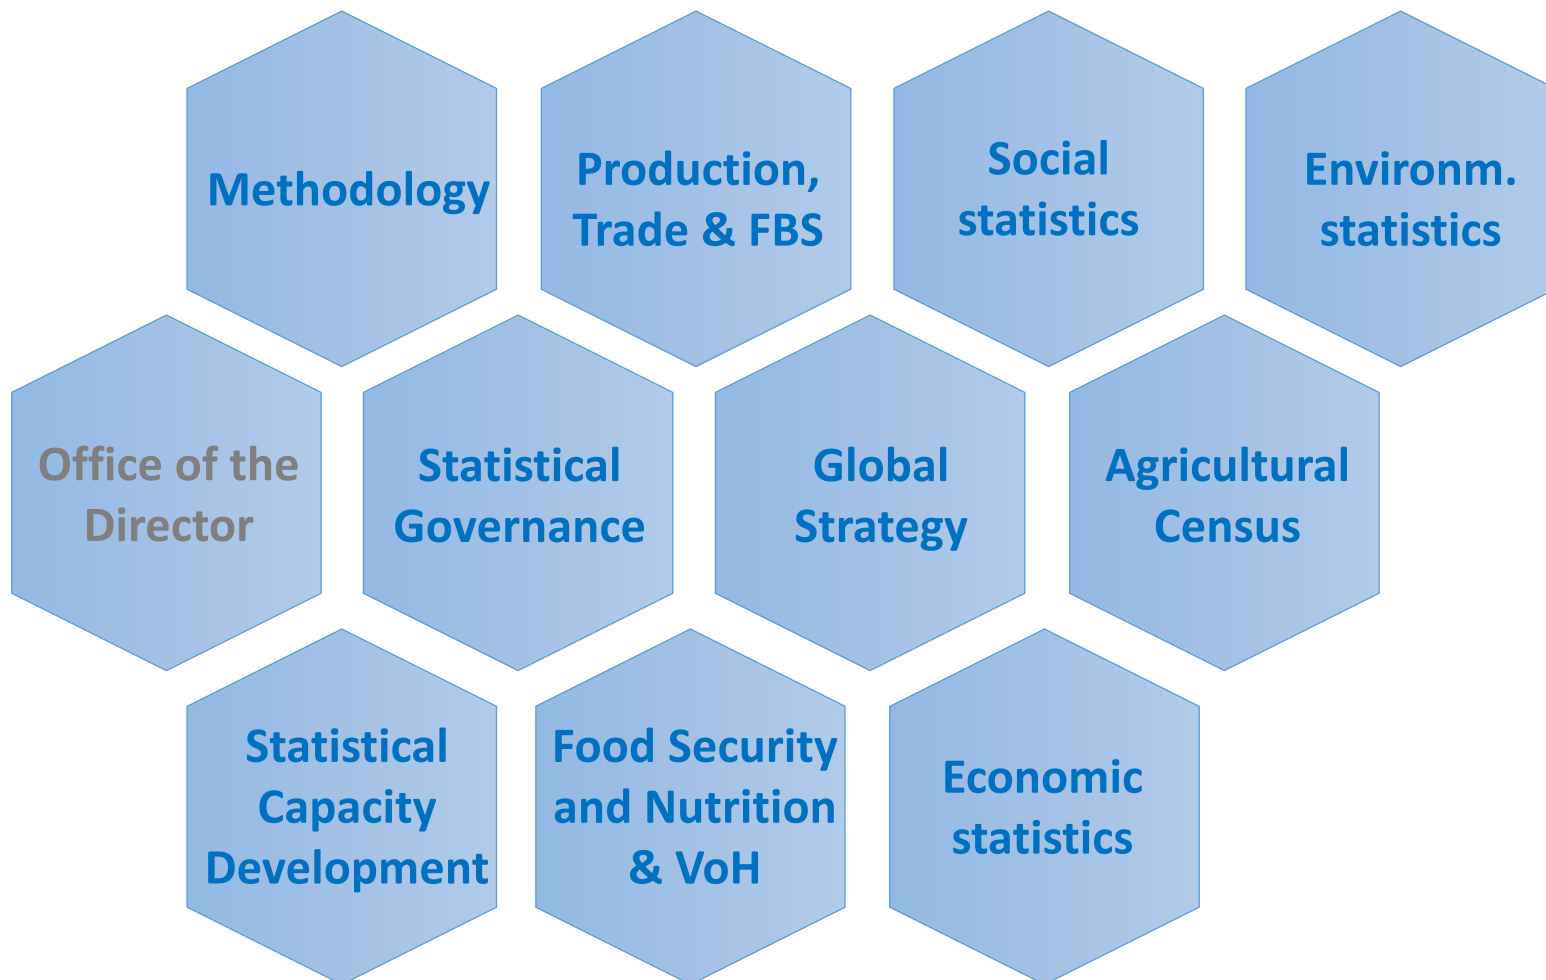 Methodology
Production,
Trade & FBS
Social
statistics
Environm.
statistics
Office of the
Director
Statistical
Governance
Global
Strategy
Agricultural
Census
Statistical
Capacity
Development
Food Security
and Nutrition
& VoH
Economic
statistics